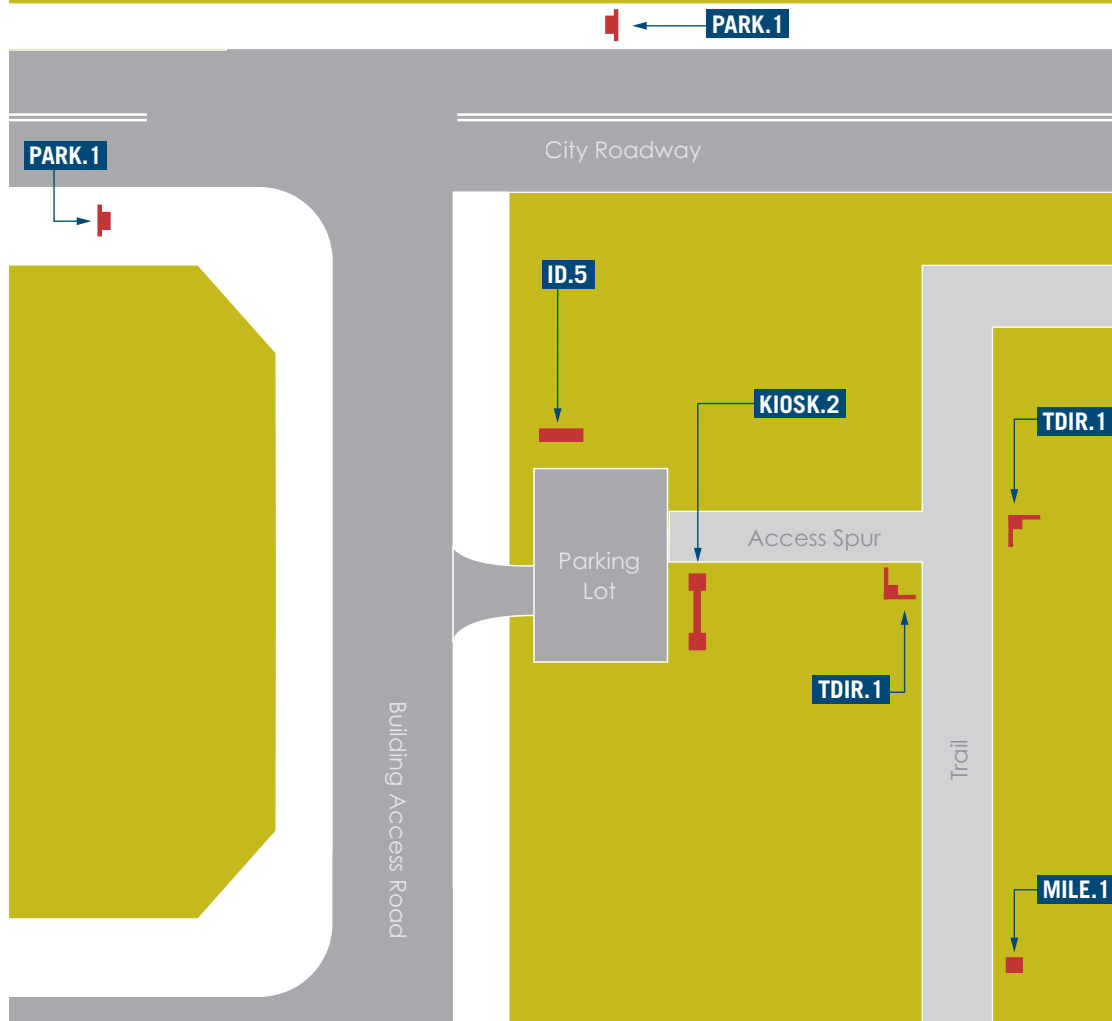 PARK.1
City Roadway
PARK.1
ID.5
KIOSK.2
TDIR.1
Access Spur
Parking
Lot
TDIR.1
Building Access Road
Trail
MILE.1